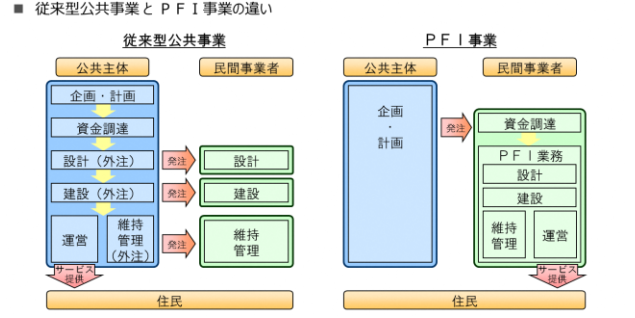 ■ 従来型公共事業と PFI事業の違い
従来型公共事業
公共主体
民間事業者
企画・計画
資金調達
設計（外注）
発注
設計
建設（外注）
発注
建設
運営
維持
管理
（外注）
発注
維持
管理
サービス
提供
住民
PFI事業
公共主体
民間事業者
企画
・
計画
発注
資金調達
PFI業務
設計
建設
維持
管理
運営
サービス
提供
住民